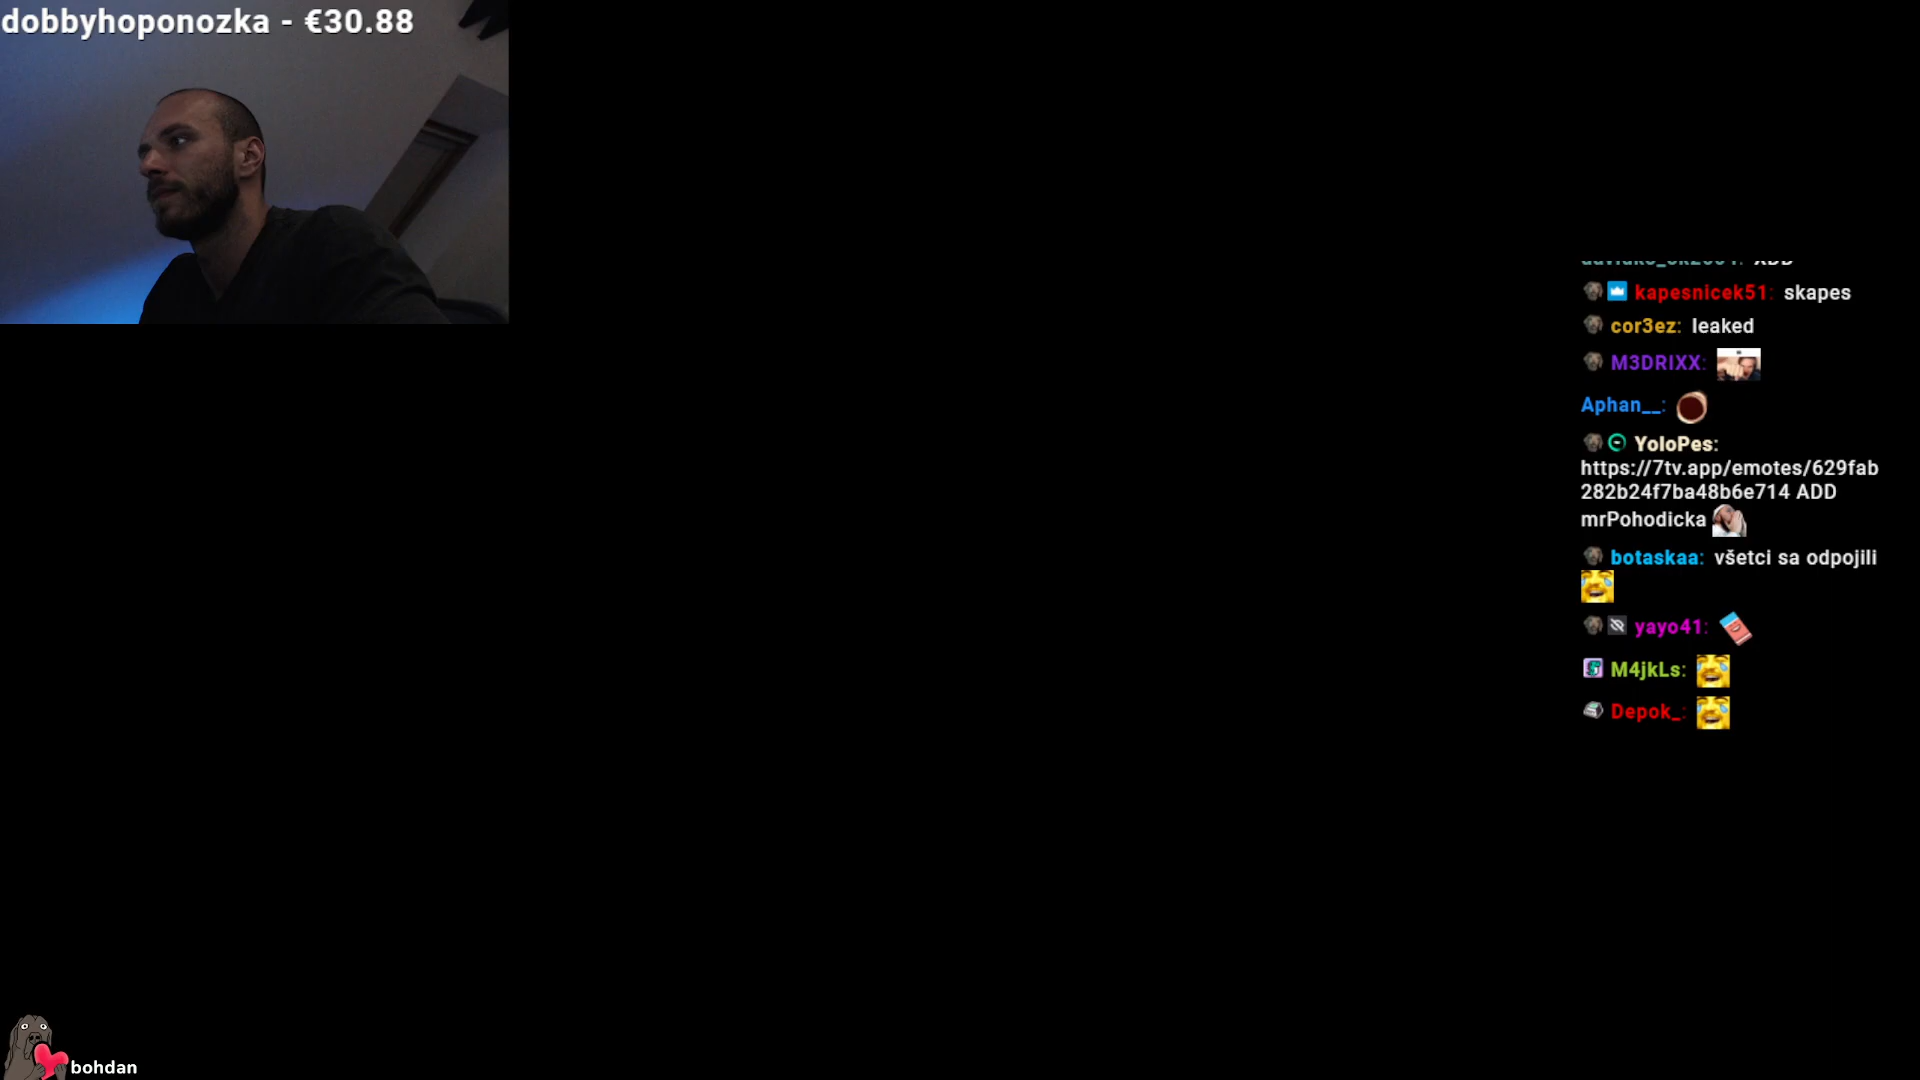 dobbyhoponozka - €30.88
kapesnicek51: skapes
cor3ez: leaked
M3DRIXX:
Aphan__:
YoloPes:
https://7tv.app/emotes/629fab
282b24f7ba48b6e714 ADD
mrPohodicka
botaskaa: všetci sa odpojili
yayo41:
M4jkLs:
Depok_:
bohdan